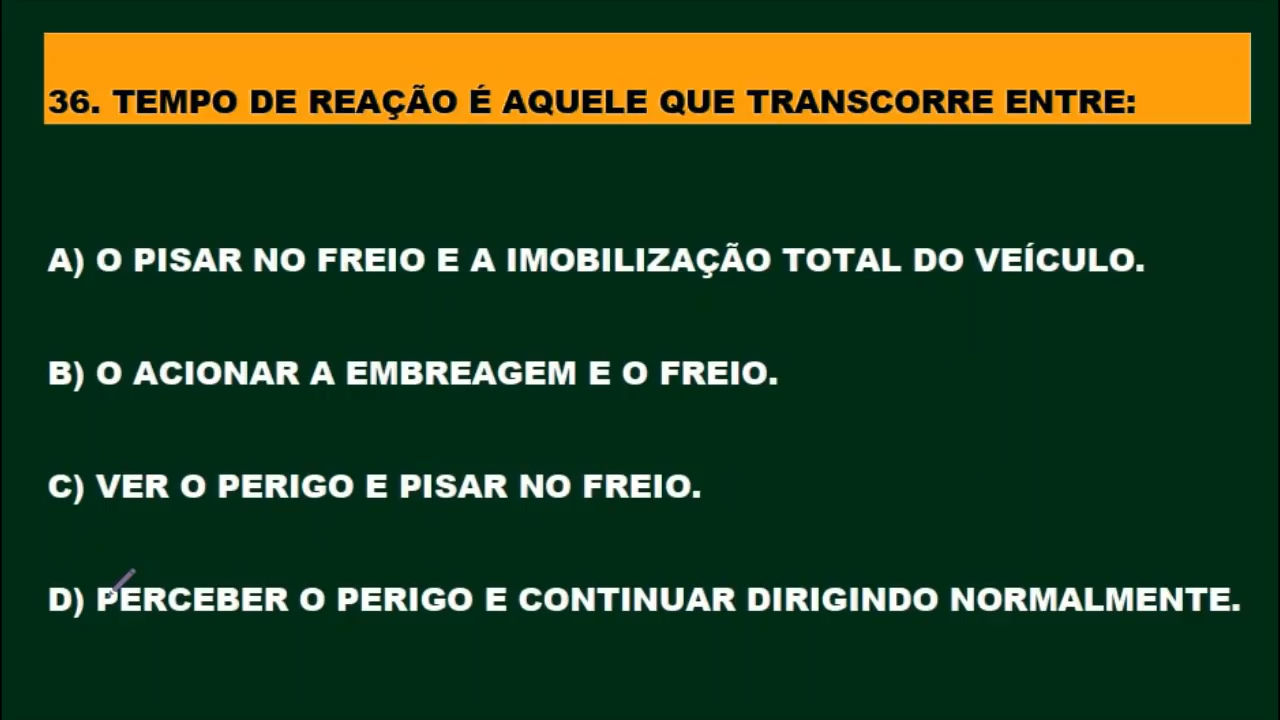 36. TEMPO DE REAÇÃO É AQUELE QUE TRANSCORRE ENTRE:
A) O PISAR NO FREIO E A IMOBILIZAÇÃO TOTAL DO VEÍCULO.
B) O ACIONAR A EMBREAGEM E O FREIO.
C) VER O PERIGO E PISAR NO FREIO.
D) PERCEBER O PERIGO E CONTINUAR DIRIGINDO NORMALMENTE.